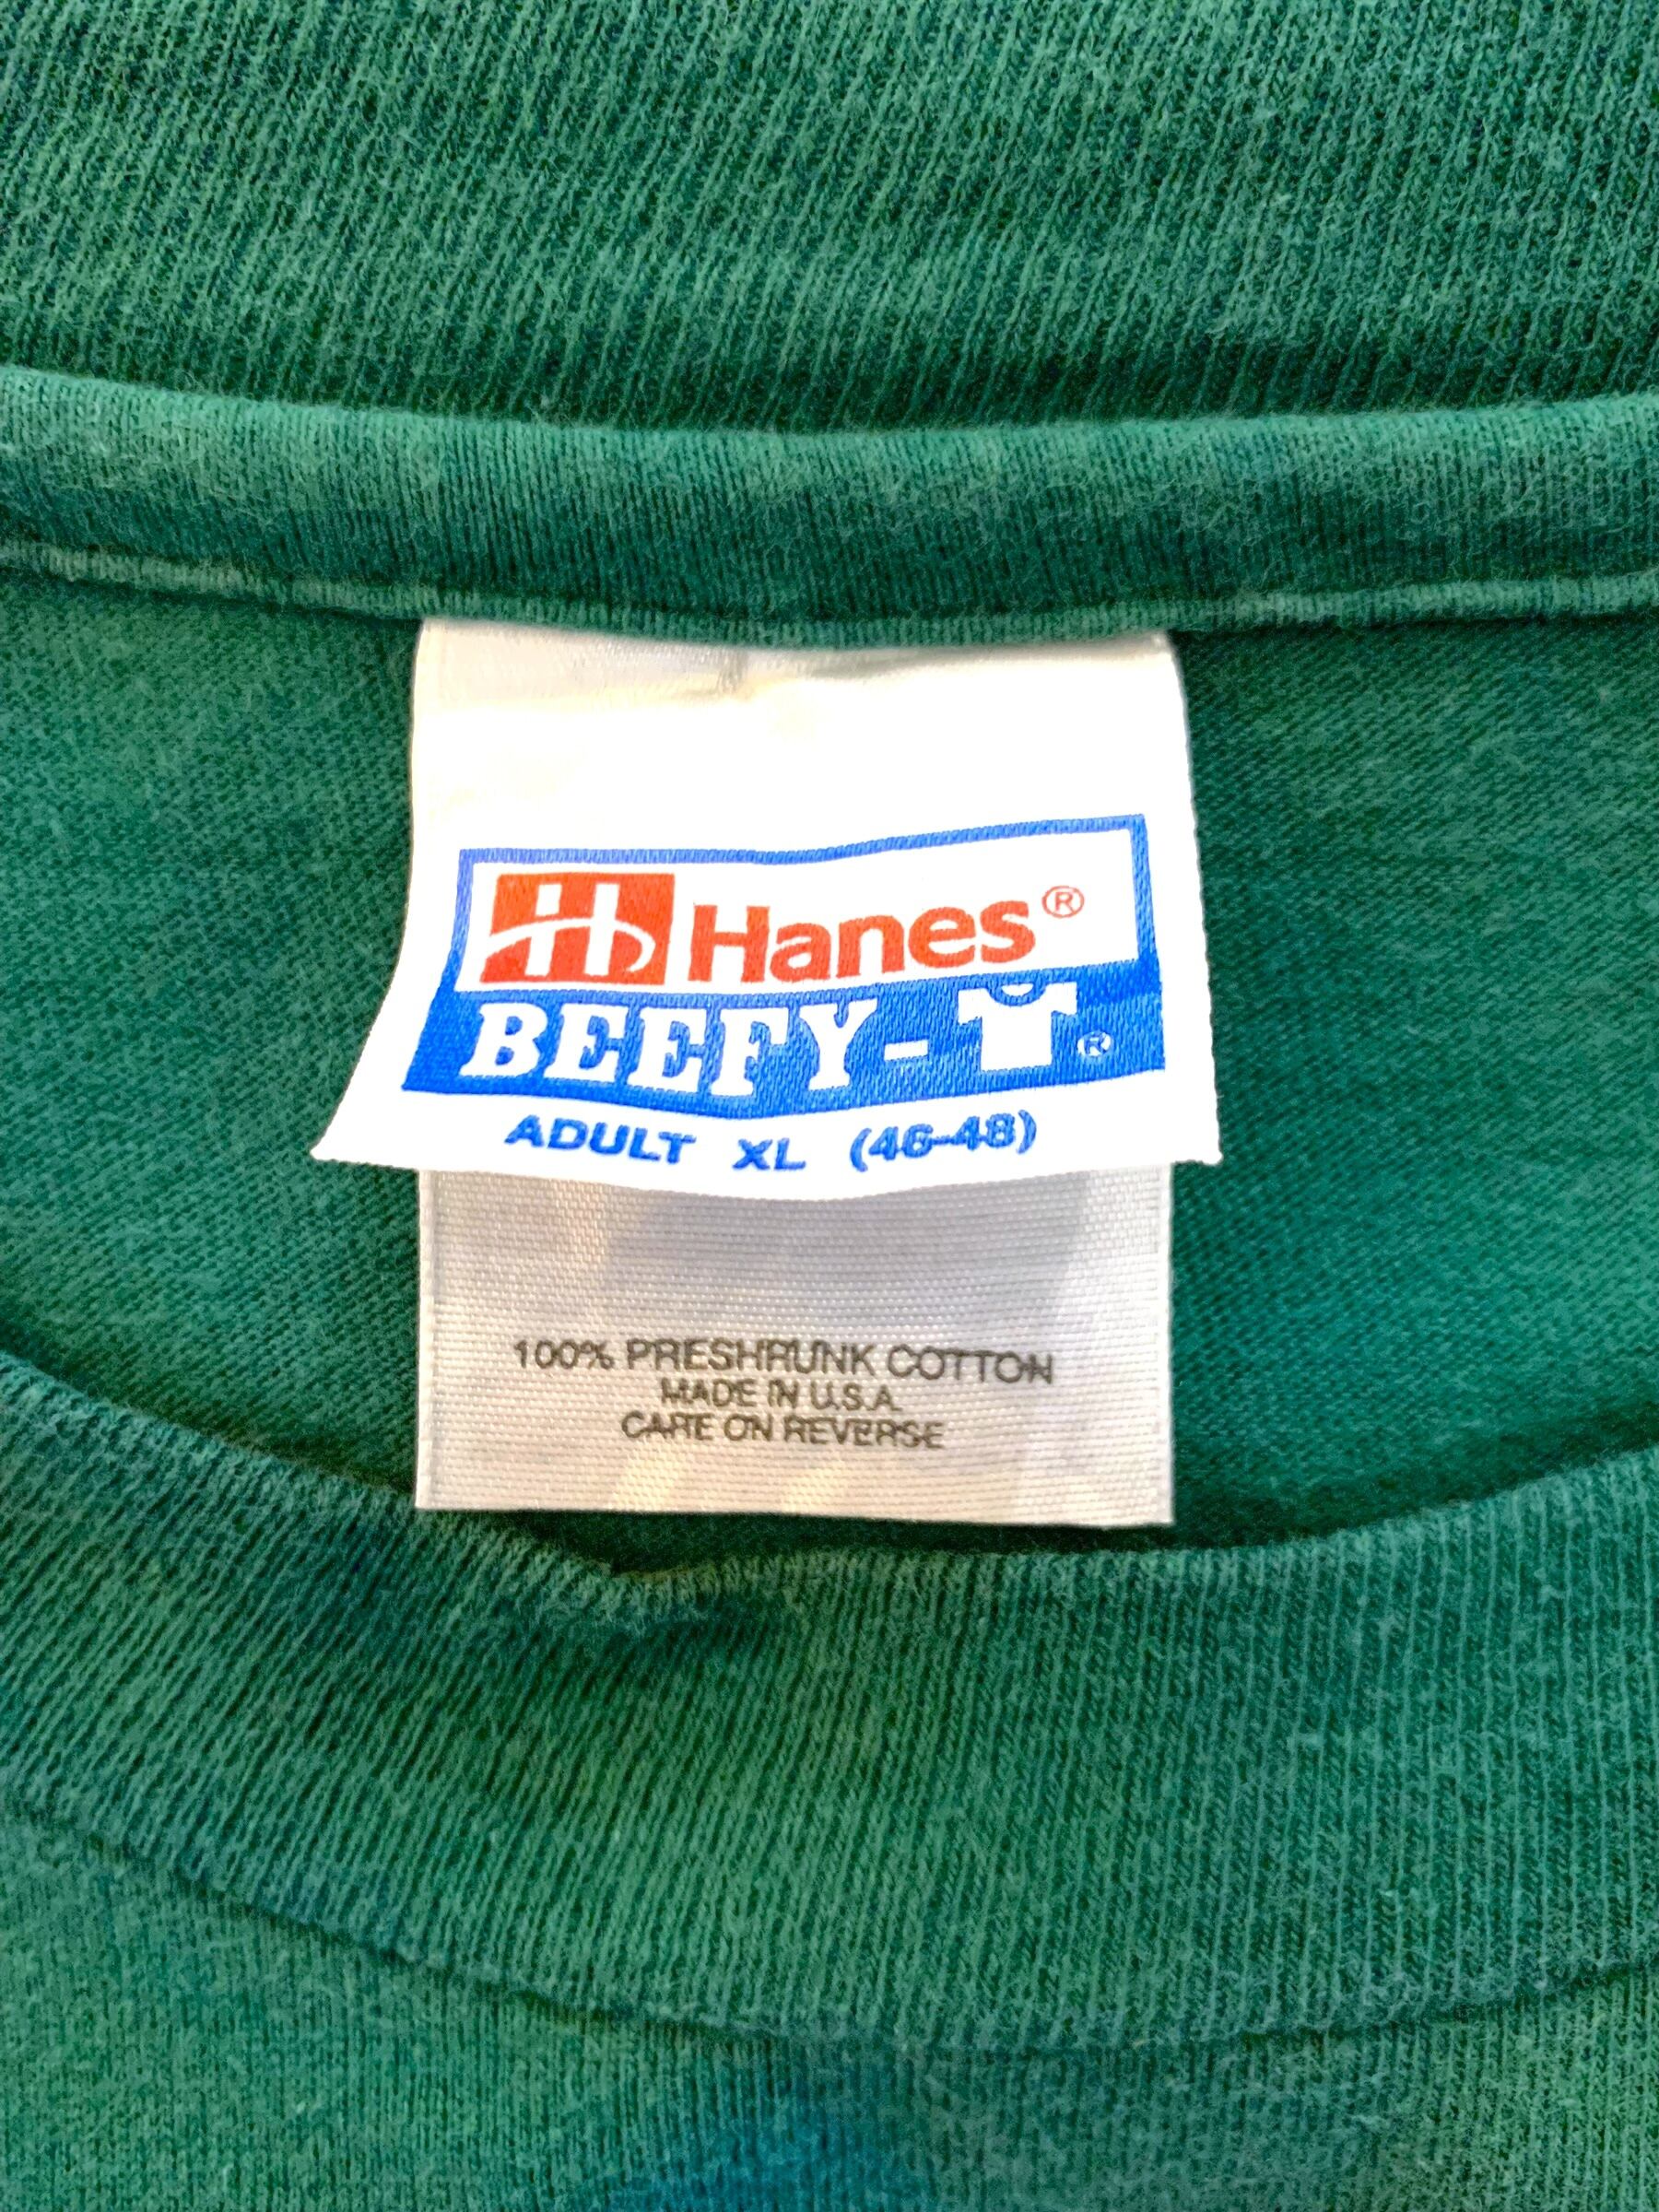 H Hanes®
BEEFY-T®
ADULT XL (46-48)
100% PRESHRUNK COTTON
MADE IN U.S.A.
CARE ON REVERSE